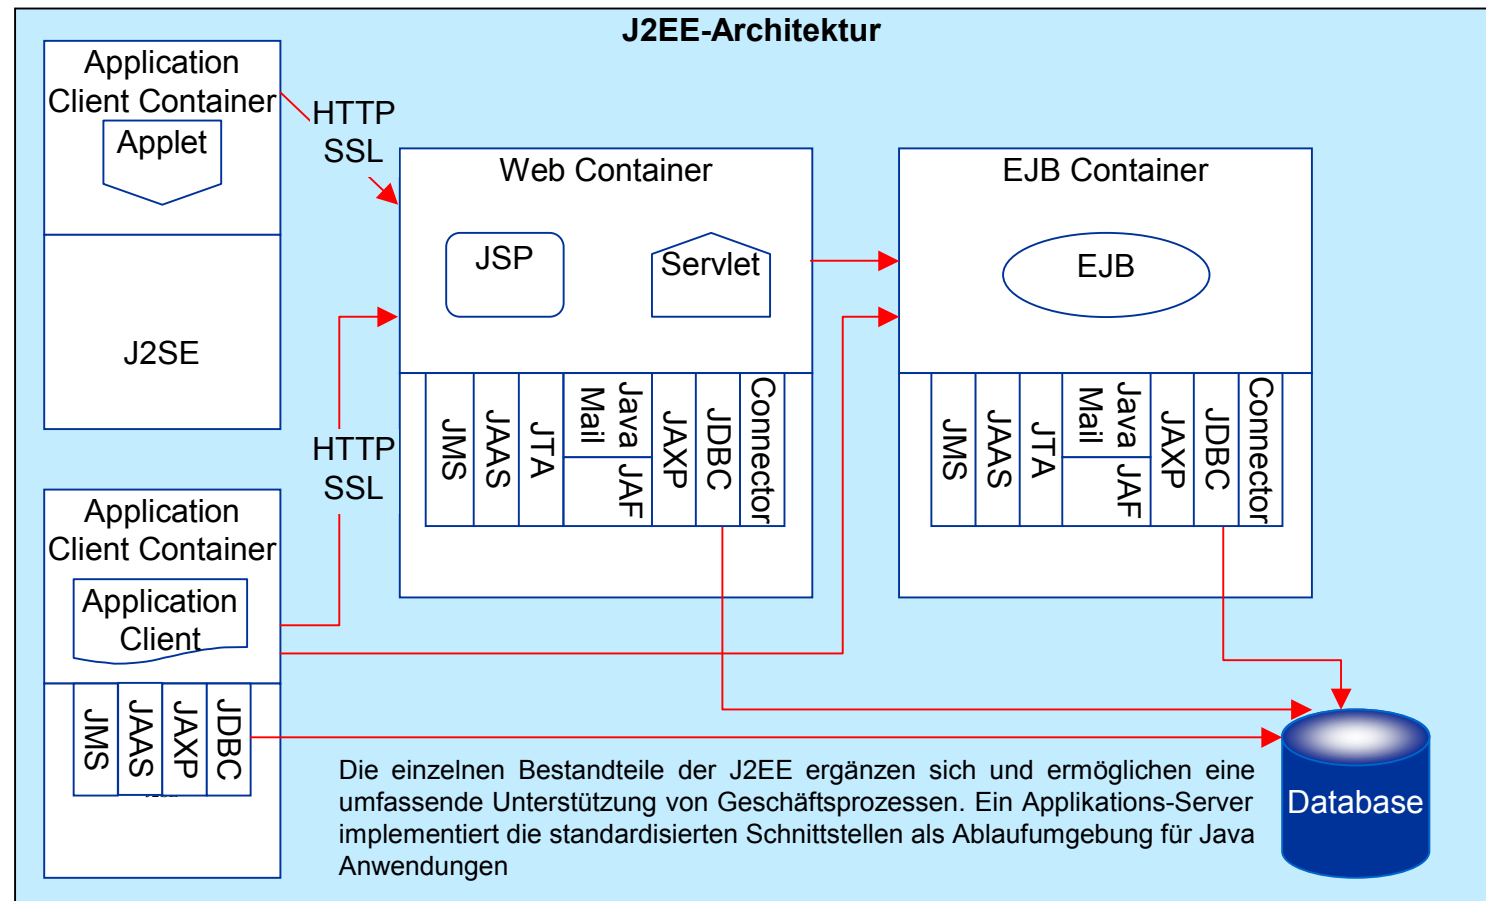 J2EE-Architektur
Application
Client Container
Applet
J2SE
HTTP
SSL
Web Container
JSP
Servlet
JMS
JAAS
JTA
Java
Mail
JAF
JAXP
JDBC
Connector
EJB Container
EJB
JMS
JAAS
JTA
Java
Mail
JAF
JAXP
JDBC
Connector
HTTP
SSL
Application
Client Container
Application
Client
JMS
JAAS
JAXP
JDBC
Die einzelnen Bestandteile der J2EE ergänzen sich und ermöglichen eine
umfassende Unterstützung von Geschäftsprozessen. Ein Applikations-Server
implementiert die standardisierten Schnittstellen als Ablaufumgebung für Java
Anwendungen
Database